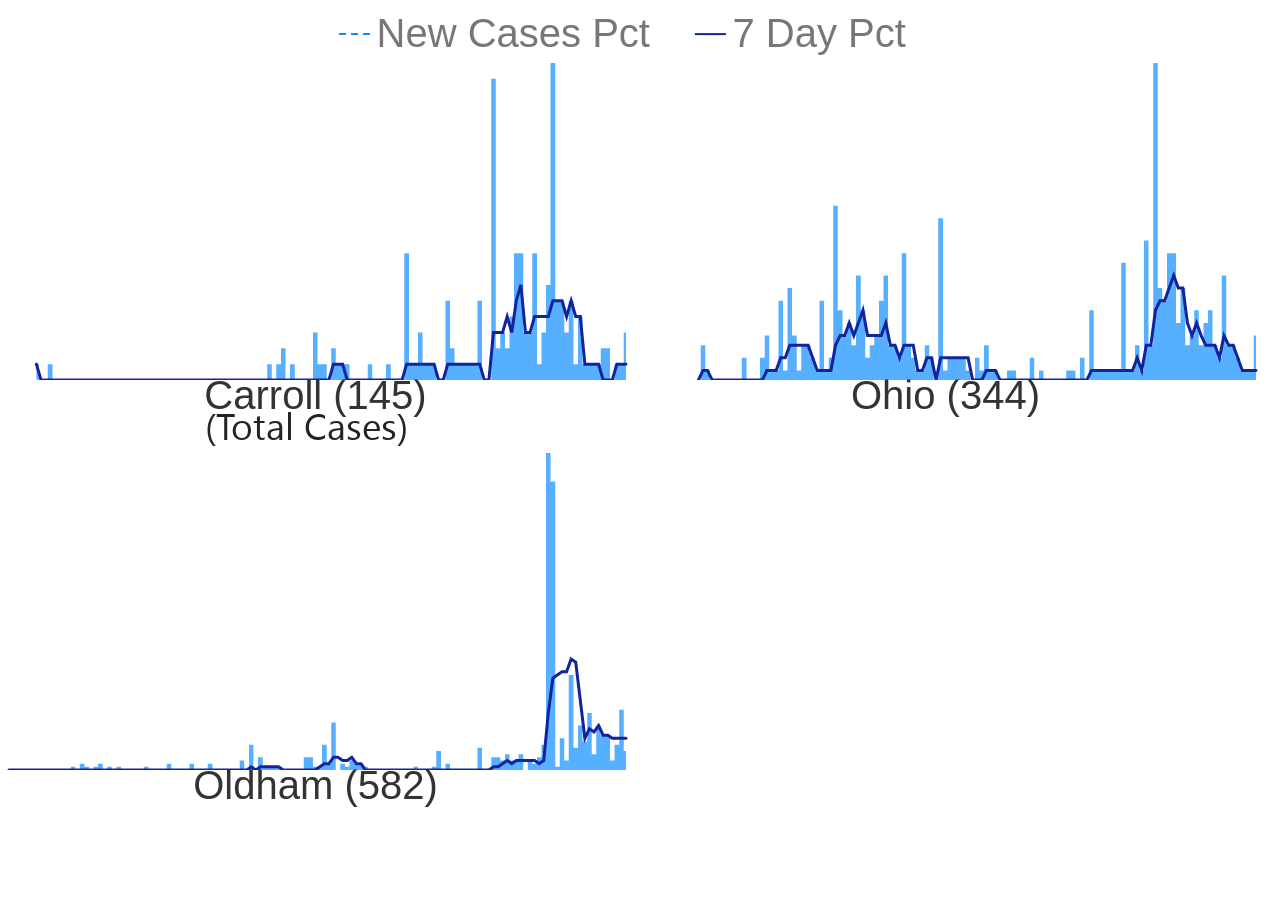 New Cases Pct 7 Day Pct
Carroll (145)
(Total Cases)
Ohio (344)
Oldham (582)